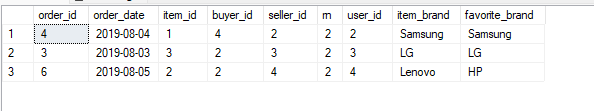 order_id order_date item_id buyer_id seller_id rn user_id item_brand favorite_brand
1 4 2019-08-04 1 4 2 2 2 Samsung Samsung
2 3 2019-08-03 3 2 3 2 3 LG LG
3 6 2019-08-05 2 2 4 2 4 Lenovo HP